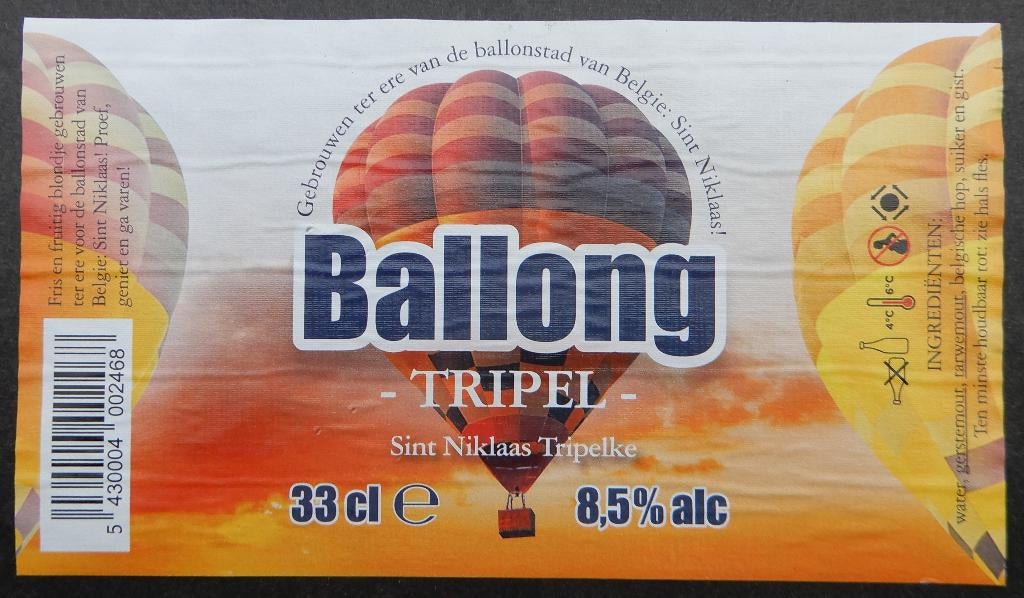 Fris en fruitig blondje gebrouwen
ter ere voor de ballonstad van
Belgie: Sint Niklaas! Proef,
geniet en ga varen!
5 430004 002468
Gebrouwen ter ere van de ballonstad van Belgie: Sint Niklaas!
Ballong
- TRIPEL -
Sint Niklaas Tripelke
33 cl e 8,5% alc
4°C 6°C
INGREDIËNTEN:
water, gerstemout, tarwemout, belgische hop, suiker en gist.
Ten minste houdbaar tot: zie hals fles.